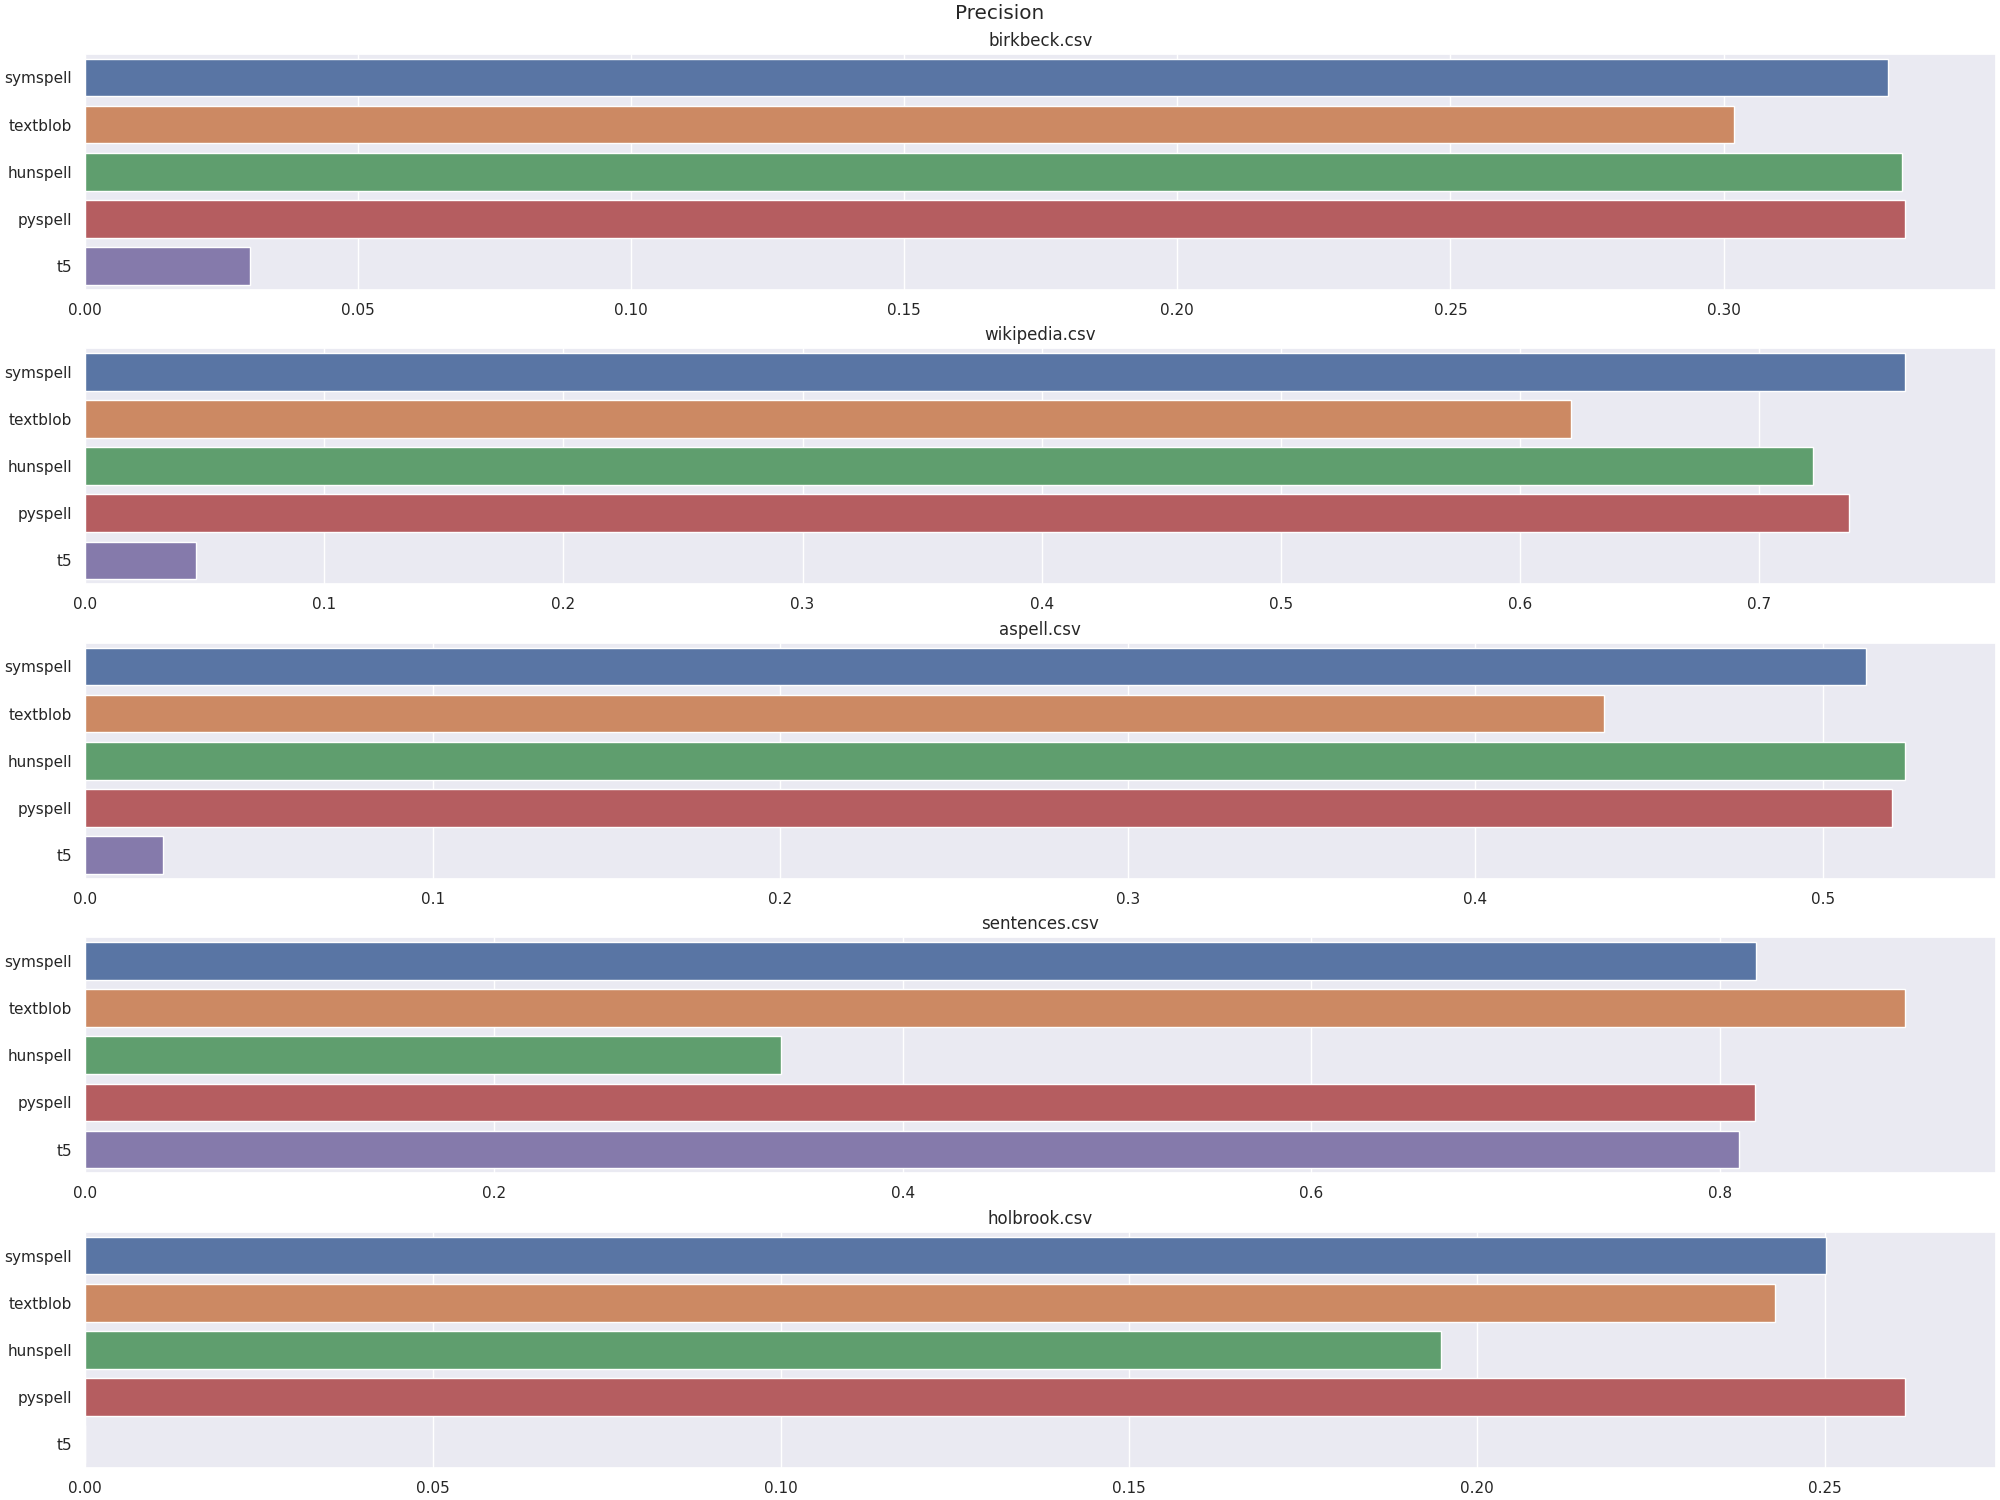 Precision
birkbeck.csv
symspell
textblob
hunspell
pyspell
t5
0.00 0.05 0.10 0.15 0.20 0.25 0.30
wikipedia.csv
symspell
textblob
hunspell
pyspell
t5
0.0 0.1 0.2 0.3 0.4 0.5 0.6 0.7
aspell.csv
symspell
textblob
hunspell
pyspell
t5
0.0 0.1 0.2 0.3 0.4 0.5
sentences.csv
symspell
textblob
hunspell
pyspell
t5
0.0 0.2 0.4 0.6 0.8
holbrook.csv
symspell
textblob
hunspell
pyspell
t5
0.00 0.05 0.10 0.15 0.20 0.25